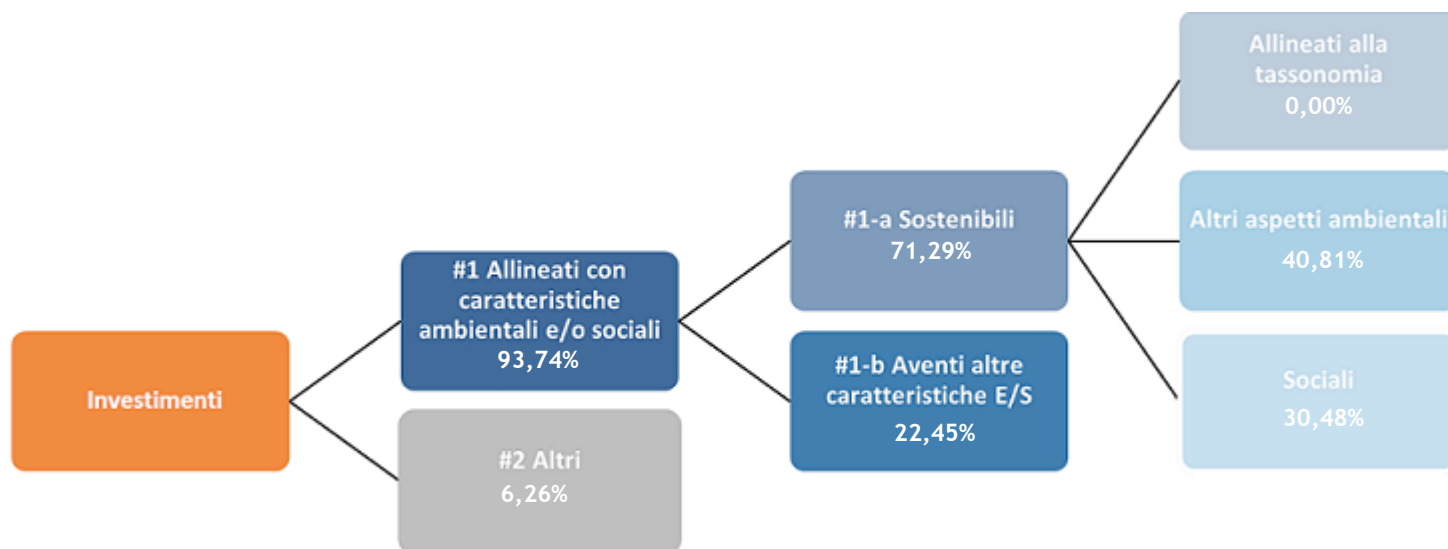 Investimenti
#1 Allineati con
caratteristiche
ambientali e/o sociali
93,74%
#2 Altri
6,26%
#1-a Sostenibili
71,29%
#1-b Aventi altre
caratteristiche E/S
22,45%
Allineati alla
tassonomia
0,00%
Altri aspetti ambientali
40,81%
Sociali
30,48%